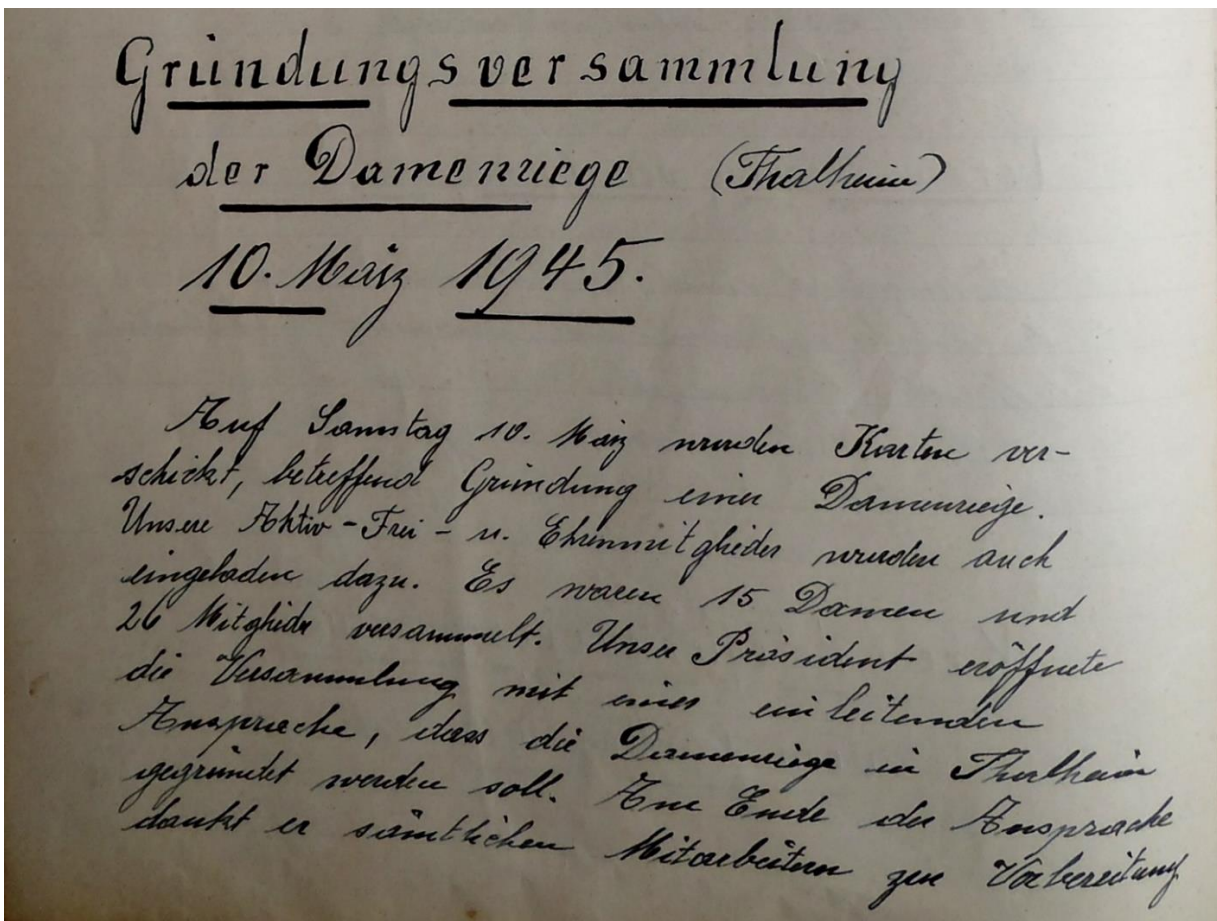 Gründungsversammlung
der Damenriege (Thalheim)
10. März 1945.
Auf Samstag 10. März wurden Karten ver-
schickt, betreffend Gründung einer Damenriege.
Unsere Aktiv-Frei- u. Ehrenmitglieder wurden auch
eingeladen dazu. Es waren 15 Damen und
26 Mitglieder versammelt. Unser Präsident eröffnete
die Versammlung mit einer einleitenden
Ansprache, dass die Damenriege in Thalheim
gegründet werden soll. Am Ende der Ansprache
dankt er sämtlichen Mitarbeitern zur Vorbereitung